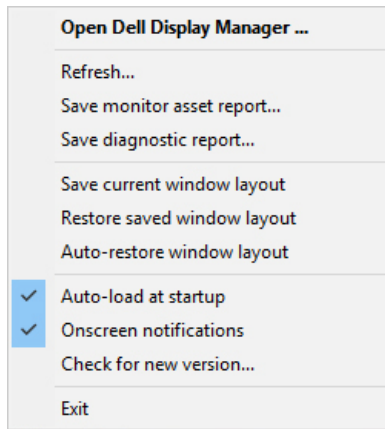 Open Dell Display Manager ...
Refresh...
Save monitor asset report...
Save diagnostic report...
Save current window layout
Restore saved window layout
Auto-restore window layout
Auto-load at startup
Onscreen notifications
Check for new version...
Exit